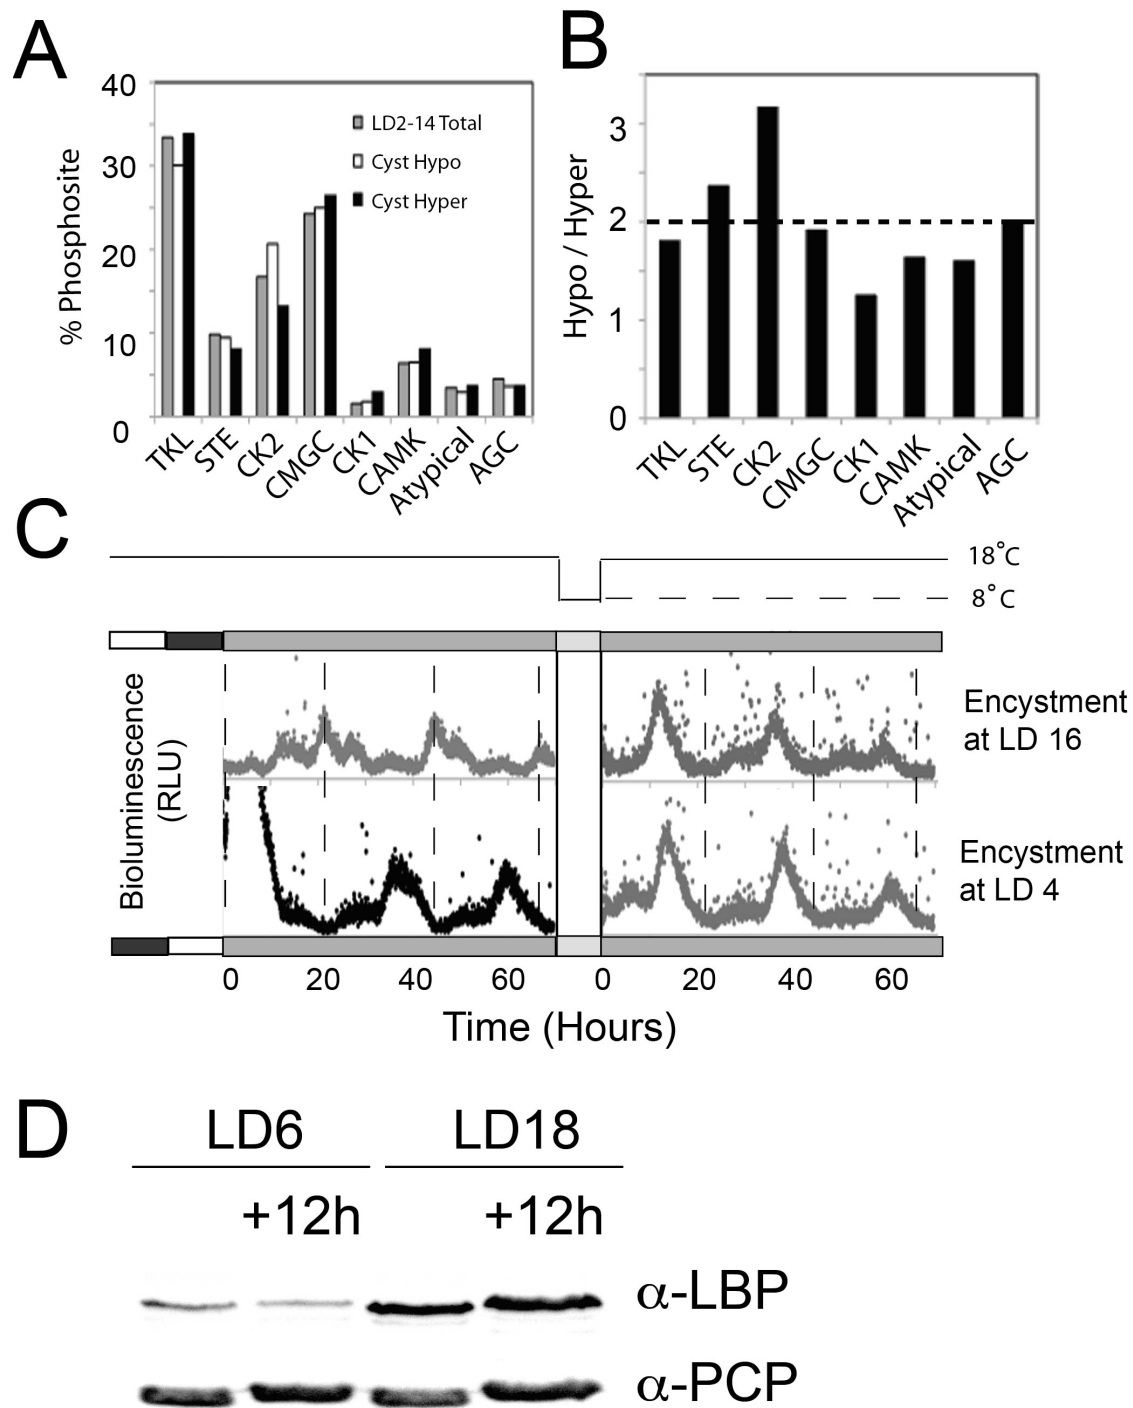 A
40
30
20
10
0
% Phosphosite
LD2-14 Total
Cyst Hypo
Cyst Hyper
TKL
STE
CK2
CMGC
CK1
CAMK
Atypical
AGC
B
3
2
1
0
Hypo / Hyper
TKL
STE
CK2
CMGC
CK1
CAMK
Atypical
AGC
C
18°C
8°C
Bioluminescence
(RLU)
Encystment
at LD 16
Encystment
at LD 4
0 20 40 60 0 20 40 60
Time (Hours)
D
LD6 LD18
+12h +12h
α-LBP
α-PCP